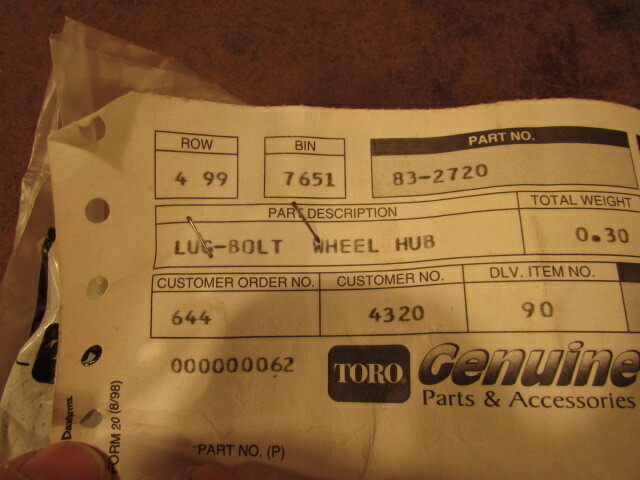 ROW BIN PART NO.
4 99 7651 83-2720
PART DESCRIPTION TOTAL WEIGHT
LUG-BOLT WHEEL HUB 0.30
CUSTOMER ORDER NO. CUSTOMER NO. DLV. ITEM NO.
644 4320 90
000000062
TORO Genuine
Parts & Accessories
PART NO. (P)
FORM 20 (8/98)